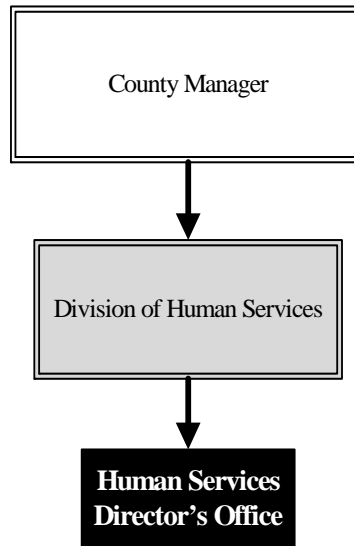 County Manager
Division of Human Services
Human Services
Director’s Office